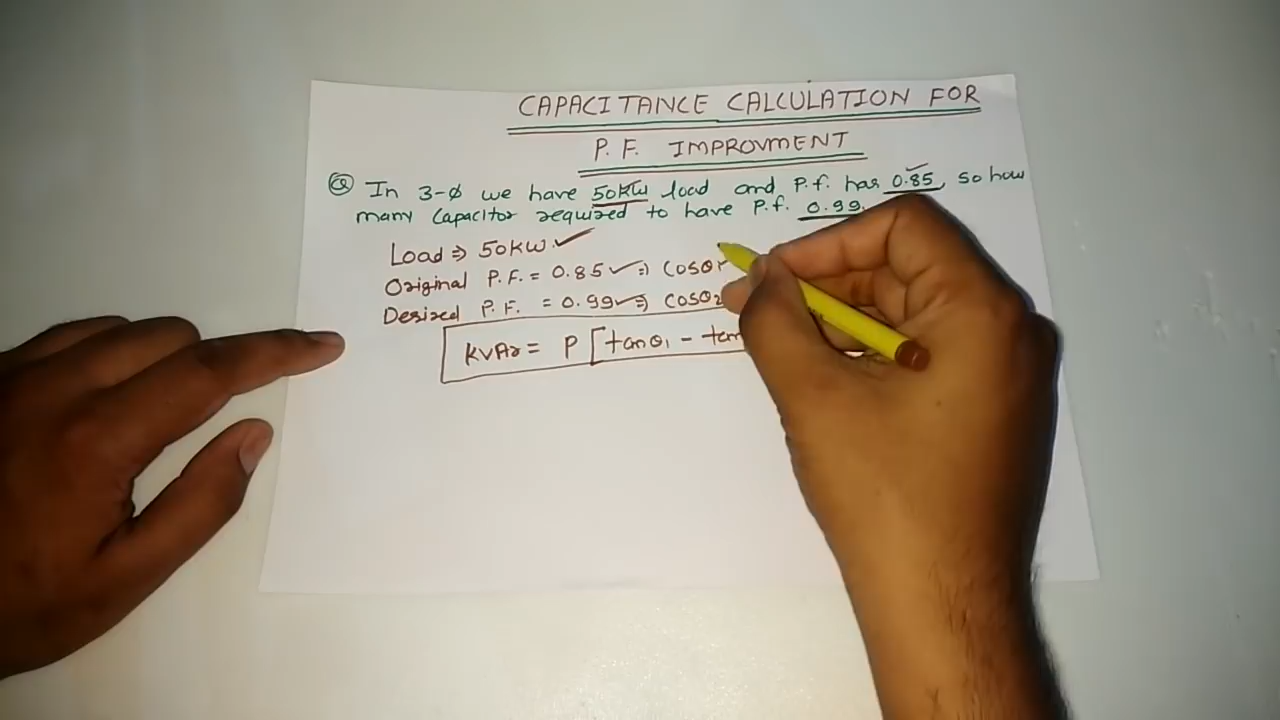 CAPACITANCE CALCULATION FOR
P.F. IMPROVMENT
Q In 3-ϕ we have 50kW load and P.f. has 0.85, so how
many Capacitor required to have P.f. 0.99.
Load ⇒ 50kW.
Original P.F. = 0.85 ⇒ Cosθ
Desired P.F. = 0.99 ⇒ Cosθ2
KVAr = P [tanθ1 -